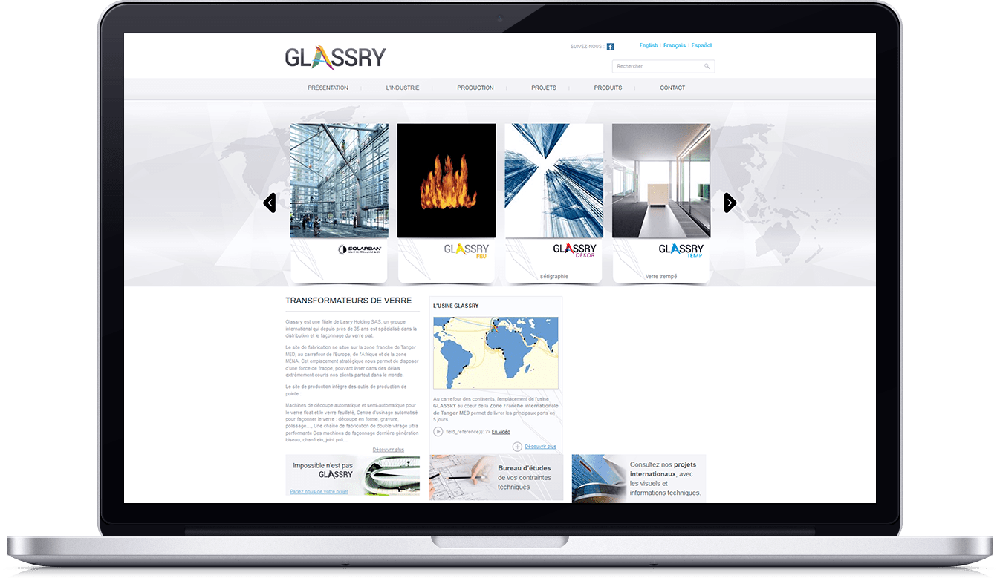 GLASSRY
SUIVEZ-NOUS :
English | Français | Español
Rechercher
PRÉSENTATION
L'INDUSTRIE
PRODUCTION
PROJETS
PRODUITS
CONTACT
SOLARBAN
GLASSRY
FEU
GLASSRY
DEKOR
sérigraphie
GLASSRY
TEMP
Verre trempé
TRANSFORMATEURS DE VERRE
Glassry est une filiale de Lasry Holding SAS, un groupe
international qui depuis près de 35 ans est spécialisé dans la
distribution et le façonnage du verre plat.
Le site de fabrication se situe sur la zone franche de Tanger
MED, au carrefour de l'Europe, de l'Afrique et de la zone
MENA. Cet emplacement stratégique nous permet de disposer
d'une force de frappe, pouvant livrer dans des délais
extrêmement courts nos clients partout dans le monde.
Le site de production intègre des outils de production de
pointe :
Machines de découpe automatique et semi-automatique pour
le verre float et le verre feuilleté, Centre d'usinage automatisé
pour façonner le verre : découpe en forme, gravure,
polissage..., Une chaîne de fabrication de double vitrage ultra
performante Des machines de façonnage dernière génération
biseau, chanfrein, joint poli...
Découvrir plus
L'USINE GLASSRY
Au carrefour des continents, l'emplacement de l'usine
GLASSRY au coeur de la Zone Franche internationale
de Tanger MED permet de livrer les principaux ports en
5 jours.
field_reference)): ?> En vidéo
Découvrir plus
Impossible n'est pas
GLASSRY
Parlez nous de votre projet
Bureau d'études
de vos contraintes
techniques
Consultez nos projets
internationaux, avec
les visuels et
informations techniques.